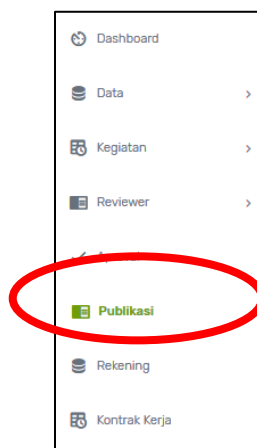 Dashboard
Data
Kegiatan
Reviewer
Publikasi
Rekening
Kontrak Kerja